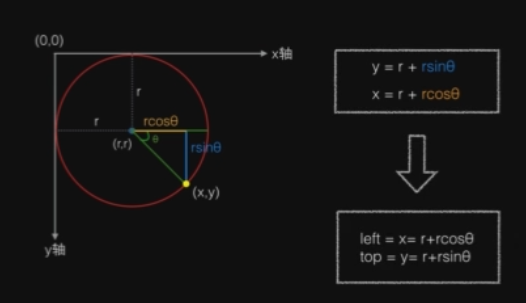 (0,0)
x轴
r
r
rcosθ
θ
(r,r)
rsinθ
(x,y)
y轴
y = r + rsinθ
x = r + rcosθ
left = x= r+rcosθ
top = y= r+rsinθ